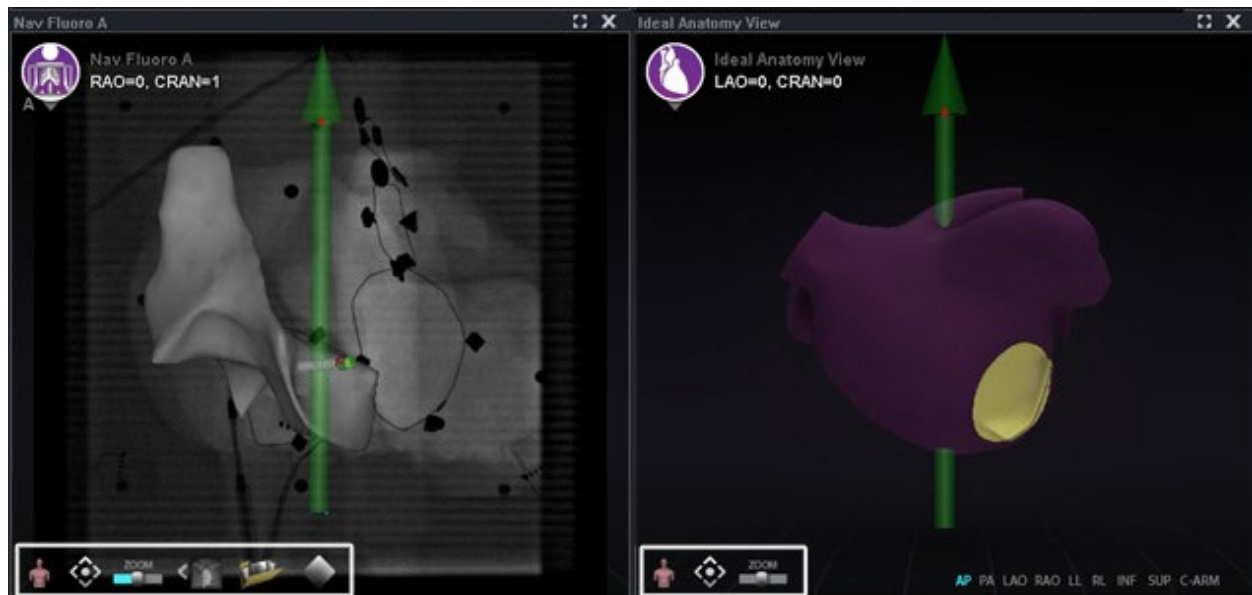 Nav Fluoro A
Nav Fluoro A
RAO=0, CRAN=1
A
ZOOM
Ideal Anatomy View
Ideal Anatomy View
LAO=0, CRAN=0
ZOOM
AP PA LAO RAO LL RL INF SUP C-ARM